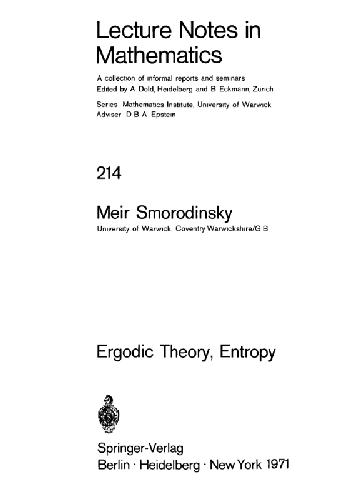 Lecture Notes in
Mathematics
A collection of informal reports and seminars
Edited by A. Dold, Heidelberg and B. Eckmann, Zürich
Series: Mathematics Institute, University of Warwick
Adviser: D. B. A. Epstein
214
Meir Smorodinsky
University of Warwick, Coventry, Warwickshire/G.B.
Ergodic Theory, Entropy
Springer-Verlag
Berlin · Heidelberg · New York 1971